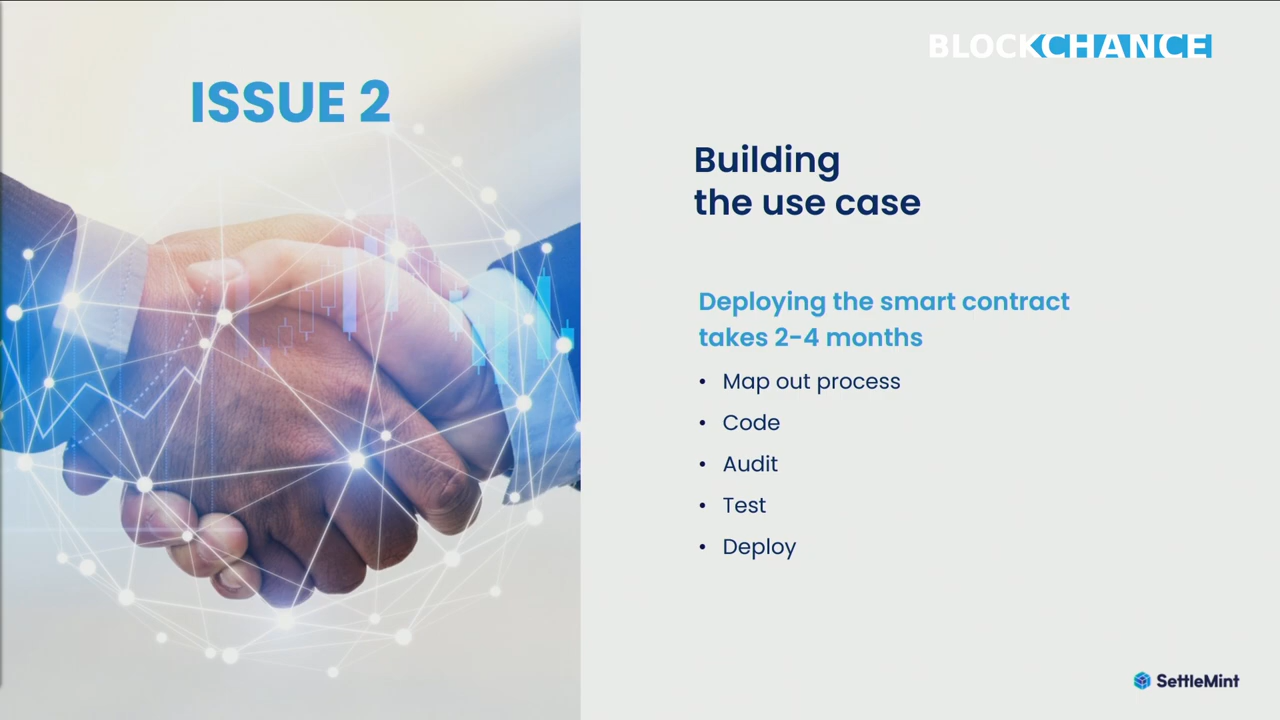 BLOCKCHANCE
ISSUE 2
Building
the use case
Deploying the smart contract
takes 2-4 months
• Map out process
• Code
• Audit
• Test
• Deploy
SettleMint